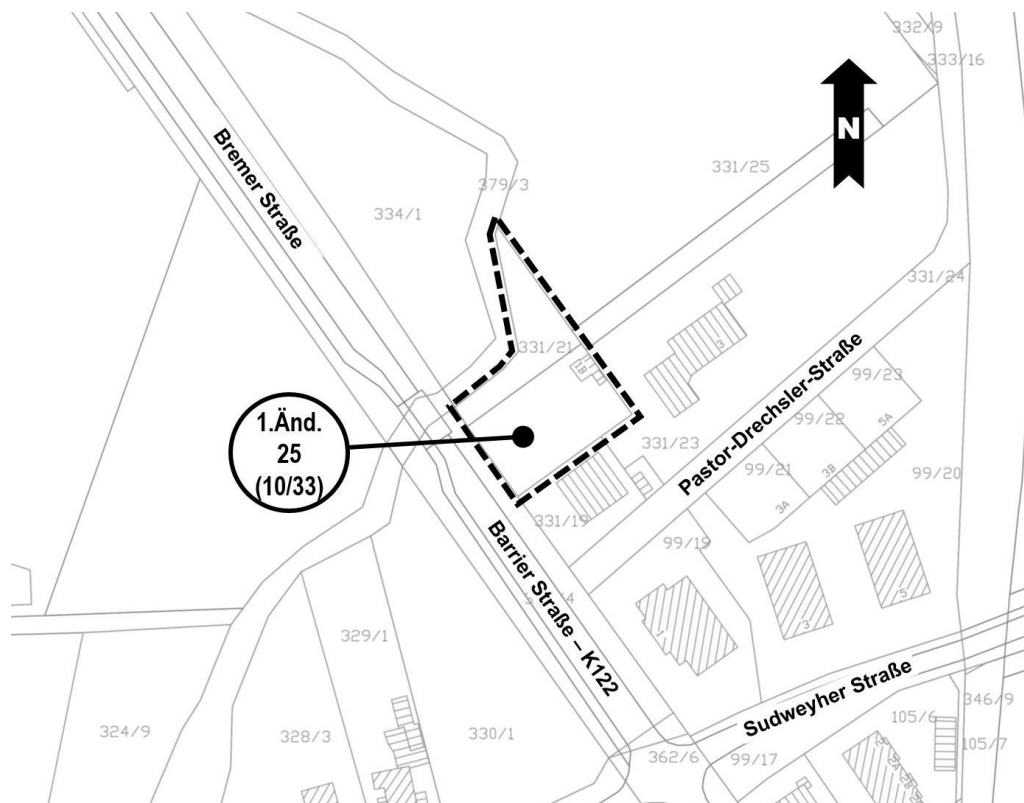 332/9
333/16
N
Bremer Straße
331/25
379/3
334/1
331/24
331/21
3
1B
Pastor-Drechsler-Straße
99/23
1.Änd.
25
(10/33)
99/22
5A
331/23
99/21
3B
99/20
3A
331/19
99/19
Barrier Straße – K122
5
3
1
329/1
Sudweyher Straße
346/9
105/6
324/9
328/3
330/1
105/7
362/6
99/17
2A
2B